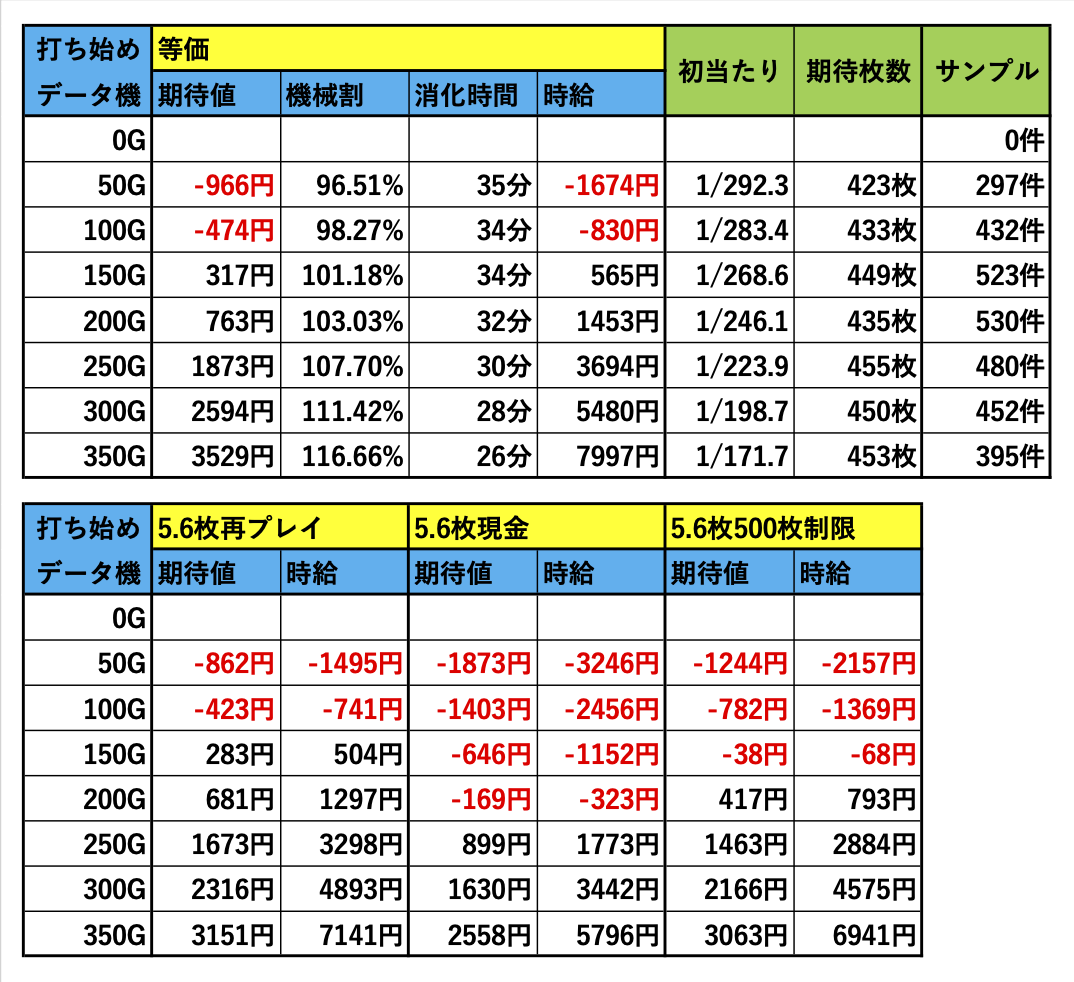 打ち始め 等価 初当たり 期待枚数 サンプル
データ機 期待値 機械割 消化時間 時給
0G 0件
50G -966円 96.51% 35分 -1674円 1/292.3 423枚 297件
100G -474円 98.27% 34分 -830円 1/283.4 433枚 432件
150G 317円 101.18% 34分 565円 1/268.6 449枚 523件
200G 763円 103.03% 32分 1453円 1/246.1 435枚 530件
250G 1873円 107.70% 30分 3694円 1/223.9 455枚 480件
300G 2594円 111.42% 28分 5480円 1/198.7 450枚 452件
350G 3529円 116.66% 26分 7997円 1/171.7 453枚 395件
打ち始め 5.6枚再プレイ 5.6枚現金 5.6枚500枚制限
データ機 期待値 時給 期待値 時給 期待値 時給
0G
50G -862円 -1495円 -1873円 -3246円 -1244円 -2157円
100G -423円 -741円 -1403円 -2456円 -782円 -1369円
150G 283円 504円 -646円 -1152円 -38円 -68円
200G 681円 1297円 -169円 -323円 417円 793円
250G 1673円 3298円 899円 1773円 1463円 2884円
300G 2316円 4893円 1630円 3442円 2166円 4575円
350G 3151円 7141円 2558円 5796円 3063円 6941円